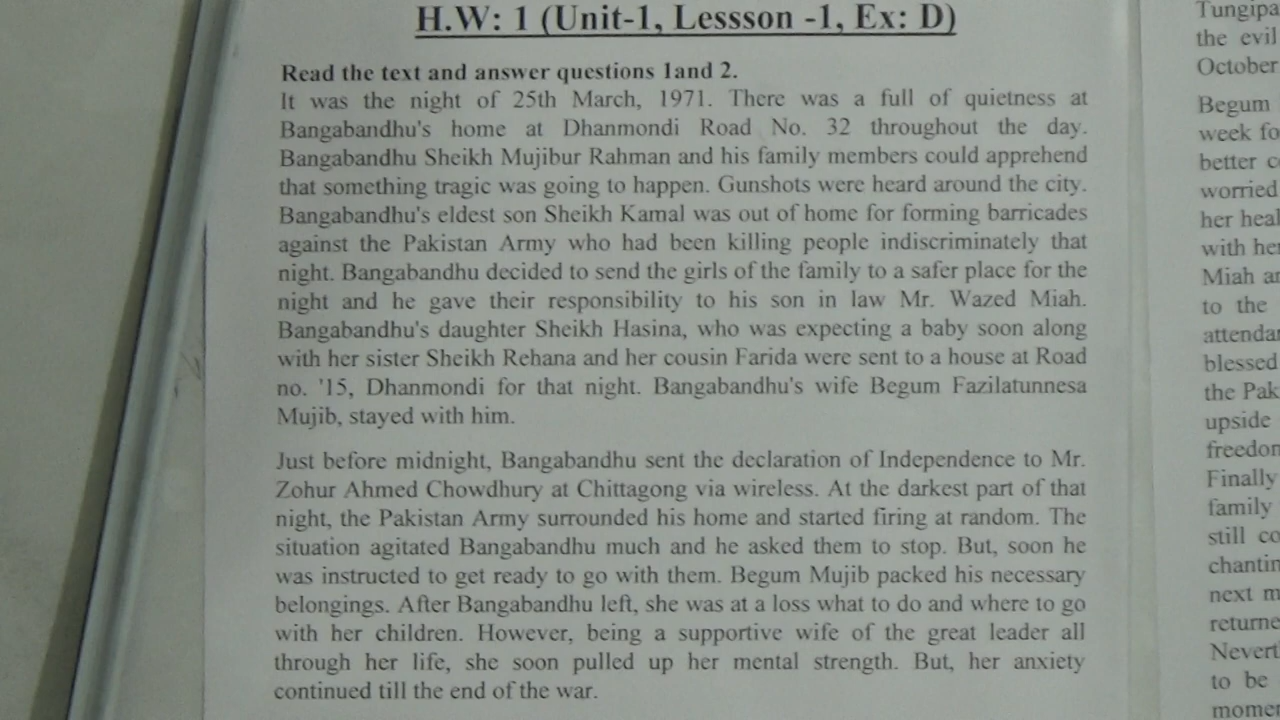 H.W: 1 (Unit-1, Lessson -1, Ex: D)
Read the text and answer questions 1and 2.
It was the night of 25th March, 1971. There was a full of quietness at
Bangabandhu's home at Dhanmondi Road No. 32 throughout the day.
Bangabandhu Sheikh Mujibur Rahman and his family members could apprehend
that something tragic was going to happen. Gunshots were heard around the city.
Bangabandhu's eldest son Sheikh Kamal was out of home for forming barricades
against the Pakistan Army who had been killing people indiscriminately that
night. Bangabandhu decided to send the girls of the family to a safer place for the
night and he gave their responsibility to his son in law Mr. Wazed Miah.
Bangabandhu's daughter Sheikh Hasina, who was expecting a baby soon along
with her sister Sheikh Rehana and her cousin Farida were sent to a house at Road
no. '15, Dhanmondi for that night. Bangabandhu's wife Begum Fazilatunnesa
Mujib, stayed with him.
Just before midnight, Bangabandhu sent the declaration of Independence to Mr.
Zohur Ahmed Chowdhury at Chittagong via wireless. At the darkest part of that
night, the Pakistan Army surrounded his home and started firing at random. The
situation agitated Bangabandhu much and he asked them to stop. But, soon he
was instructed to get ready to go with them. Begum Mujib packed his necessary
belongings. After Bangabandhu left, she was at a loss what to do and where to go
with her children. However, being a supportive wife of the great leader all
through her life, she soon pulled up her mental strength. But, her anxiety
continued till the end of the war.
the evil
October
Begum
week fo
better
worried
her
with
Miah
to the
blessed
the
upside
Finally
family
still
next
to be